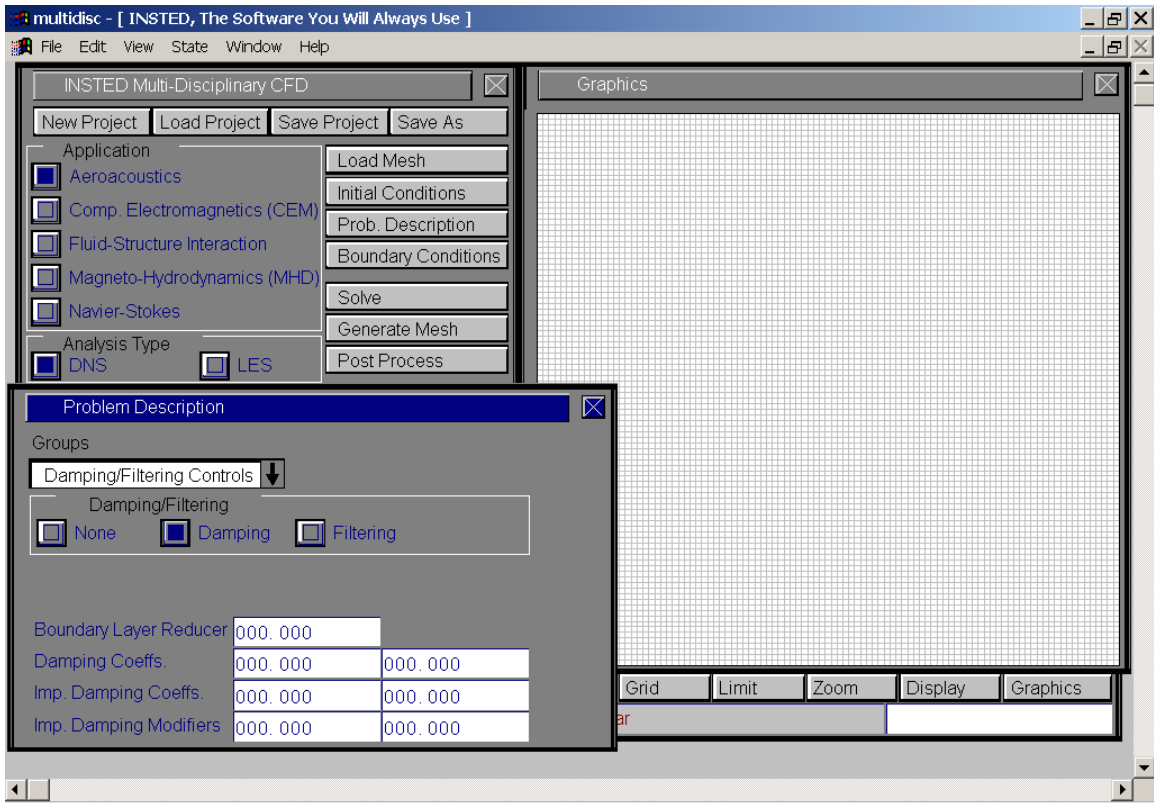 multidisc - [ INSTED, The Software You Will Always Use ]
File Edit View State Window Help
INSTED Multi-Disciplinary CFD
New Project Load Project Save Project Save As
Application
Aeroacoustics
Comp. Electromagnetics (CEM)
Fluid-Structure Interaction
Magneto-Hydrodynamics (MHD)
Navier-Stokes
Analysis Type
DNS LES
Load Mesh
Initial Conditions
Prob. Description
Boundary Conditions
Solve
Generate Mesh
Post Process
Graphics
Problem Description
Groups
Damping/Filtering Controls
Damping/Filtering
None Damping Filtering
Boundary Layer Reducer 000. 000
Damping Coeffs. 000. 000 000. 000
Imp. Damping Coeffs. 000. 000 000. 000
Imp. Damping Modifiers 000. 000 000. 000
Grid Limit Zoom Display Graphics
ar